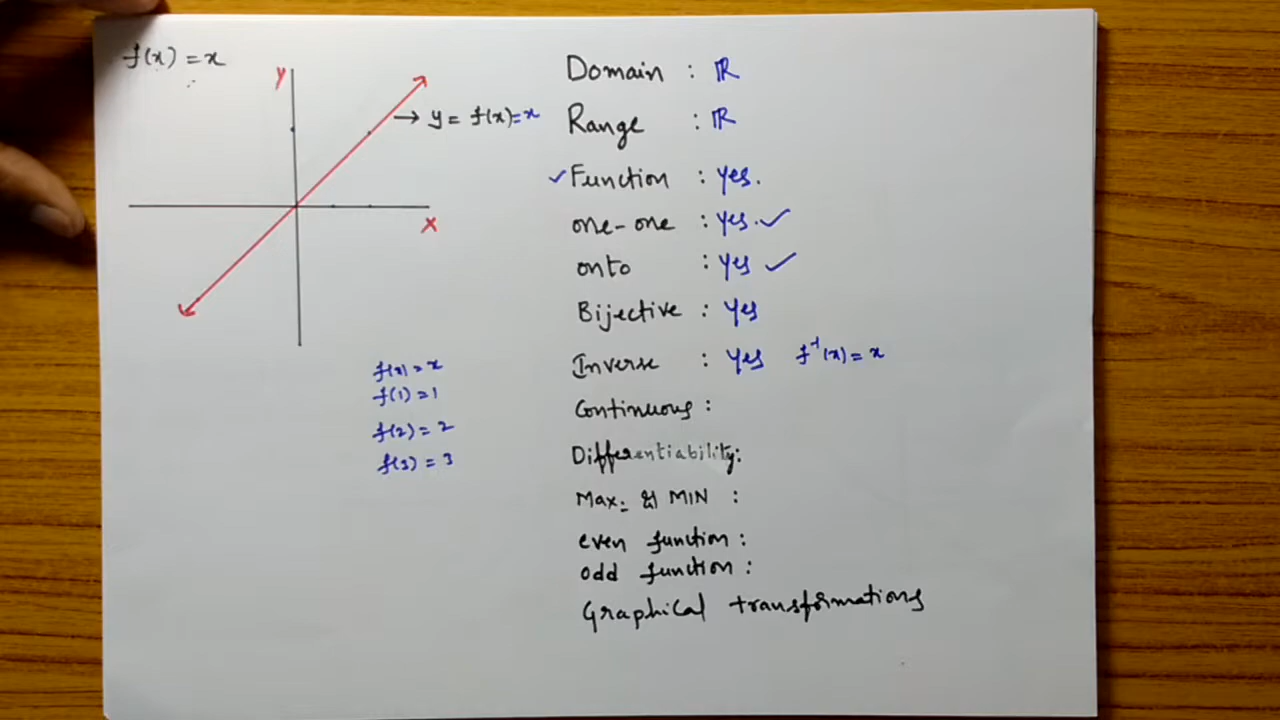 f(x) = x
y
→ y = f(x) = x
x
f(x) = x
f(1) = 1
f(2) = 2
f(3) = 3
Domain : ℝ
Range : ℝ
✓Function : Yes.
one-one : Yes. ✓
onto : Yes ✓
Bijective : Yes
Inverse : Yes f⁻¹(x) = x
Continuous :
Differentiability:
Max. & MIN :
even function :
odd function :
Graphical transformations